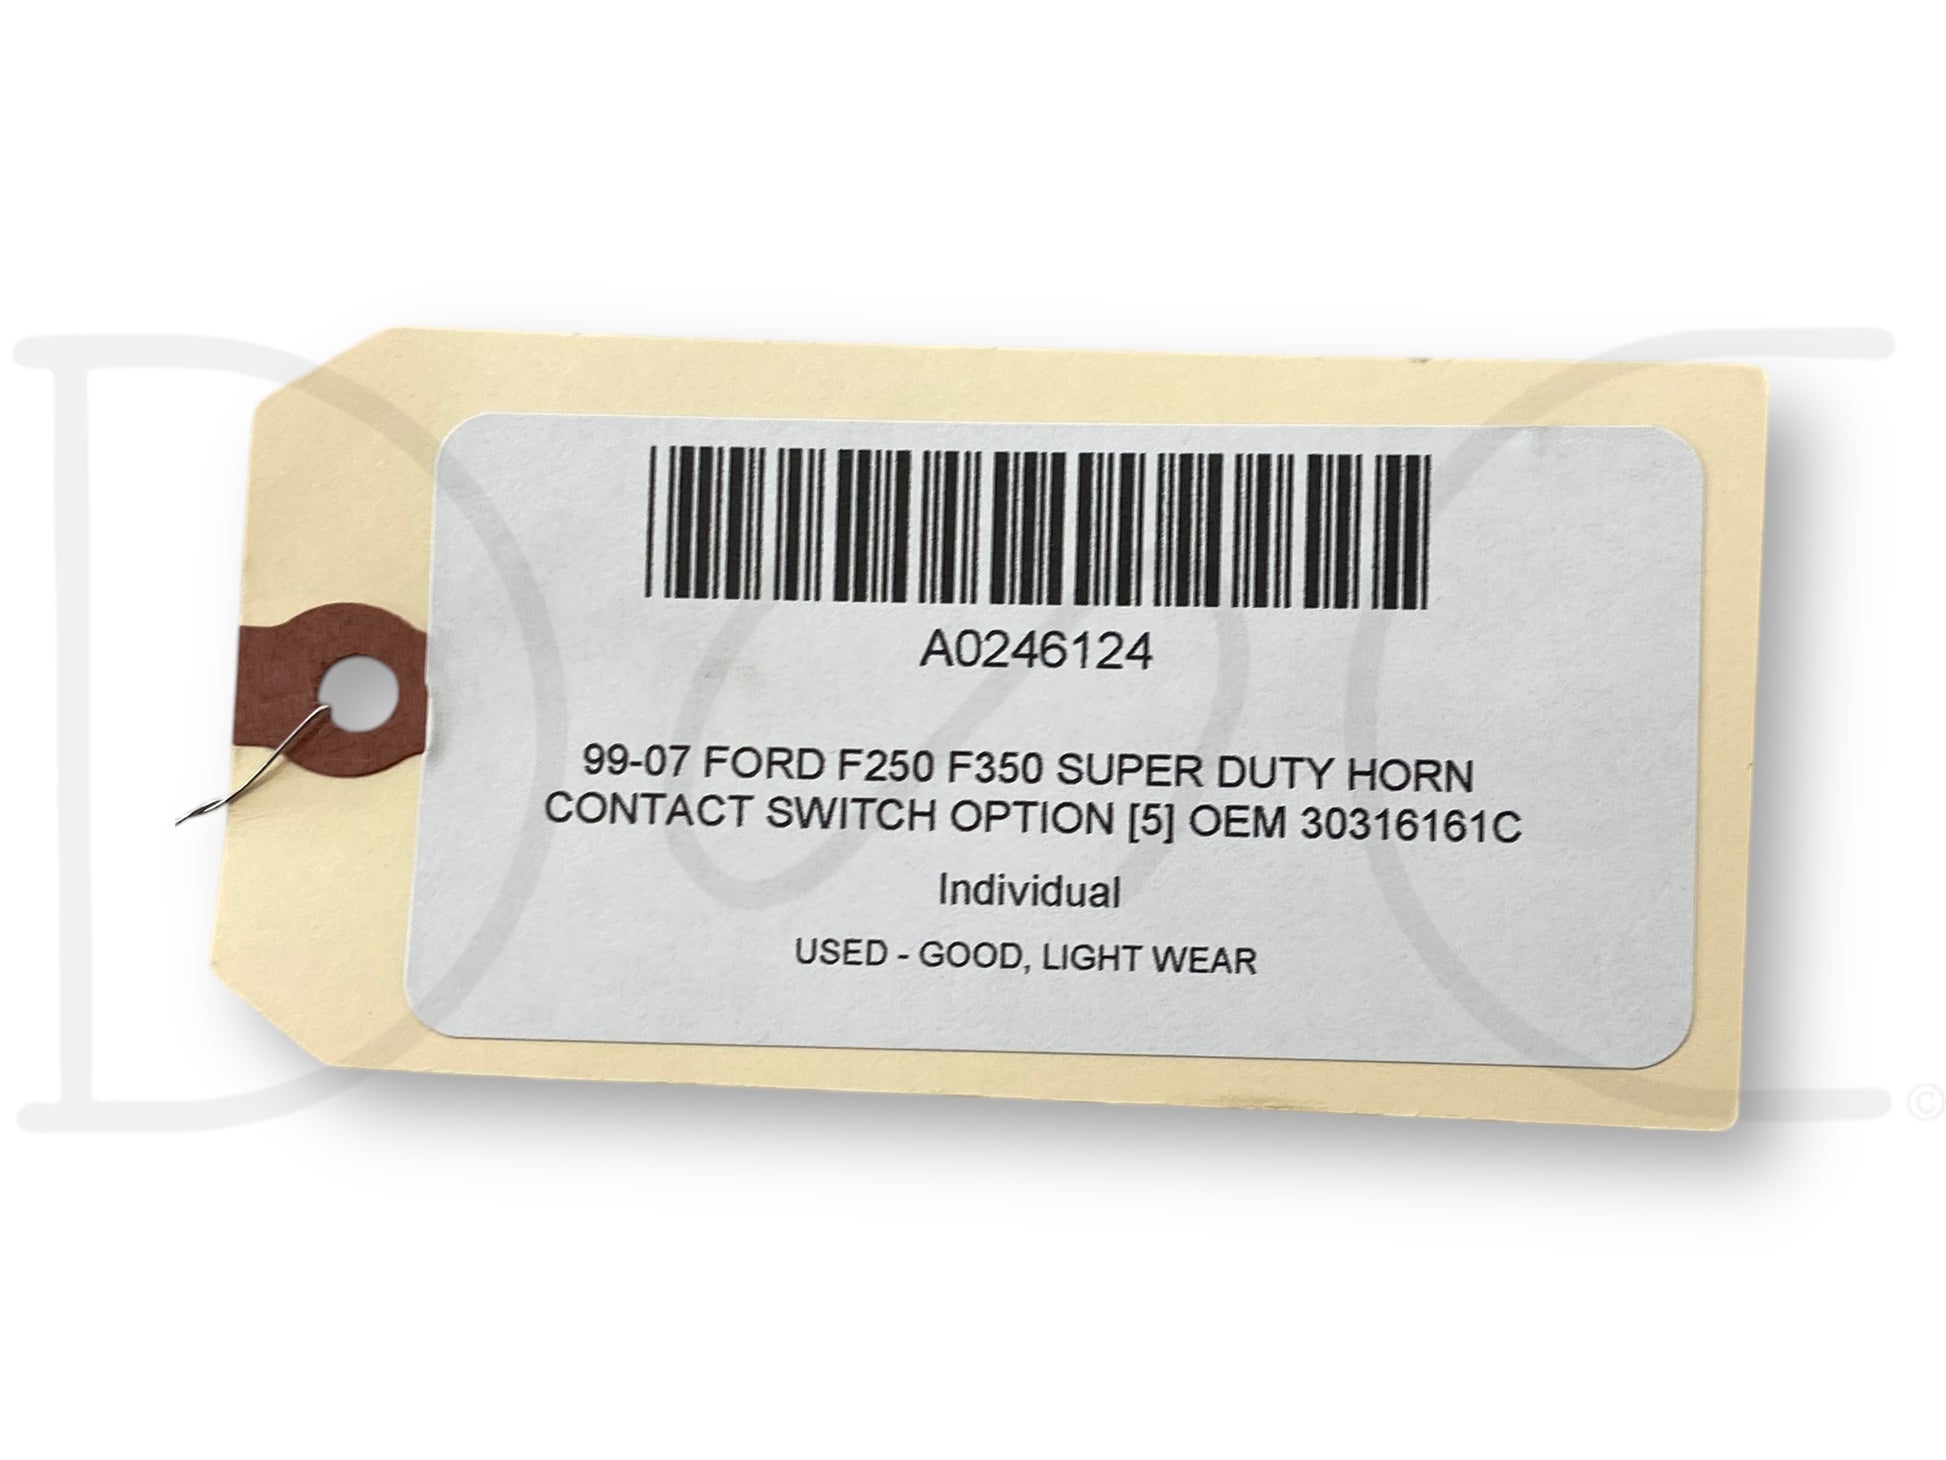 A0246124
99-07 FORD F250 F350 SUPER DUTY HORN
CONTACT SWITCH OPTION [5] OEM 30316161C
Individual
USED - GOOD, LIGHT WEAR
D C
©